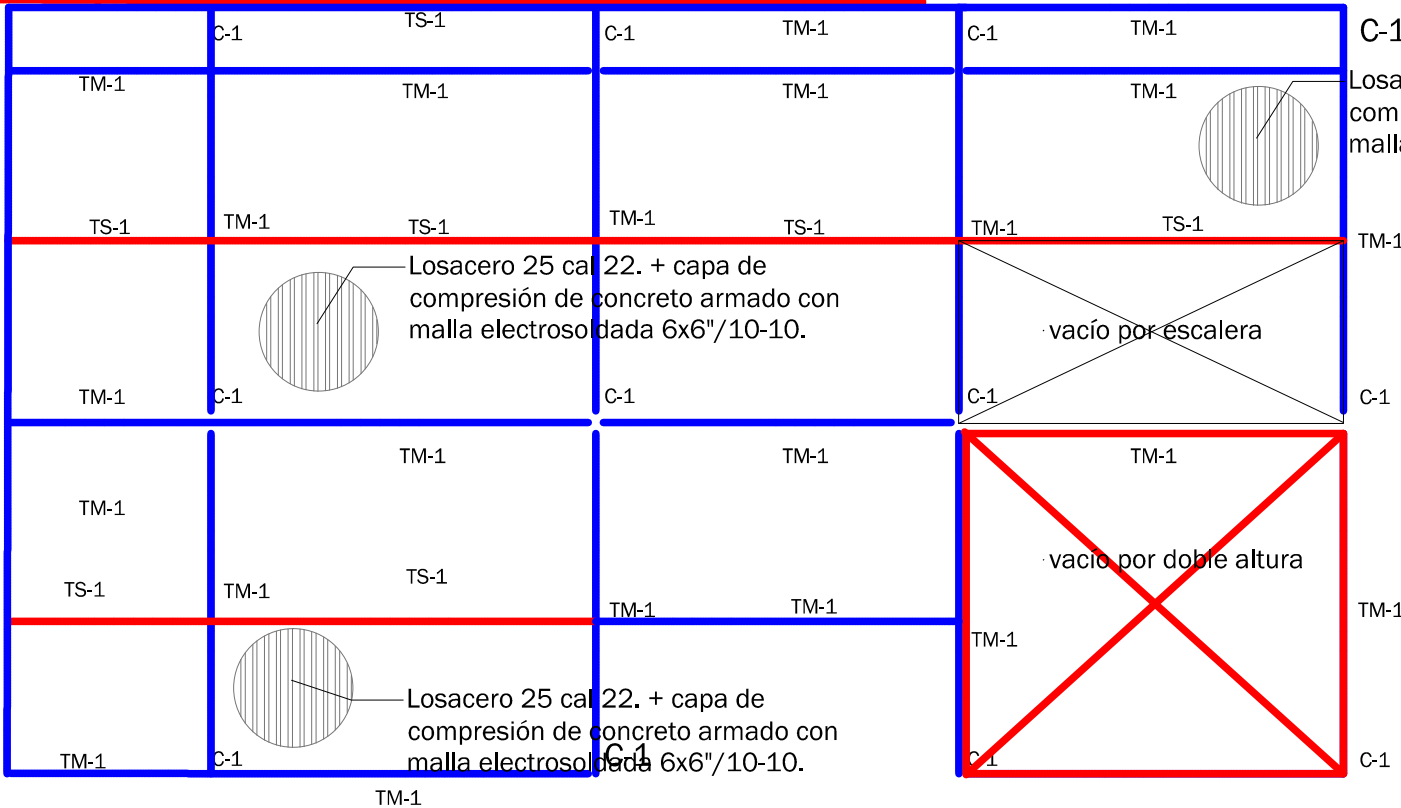 C-1
TS-1
C-1
TM-1
C-1
TM-1
C-1
TM-1
TM-1
TM-1
TM-1
Losa
com
malla
TS-1
TM-1
TS-1
TM-1
TS-1
TM-1
TS-1
TM-1
Losacero 25 cal 22. + capa de
compresión de concreto armado con
malla electrosoldada 6x6"/10-10.
vacío por escalera
TM-1
C-1
C-1
C-1
C-1
TM-1
TM-1
TM-1
TM-1
vacío por doble altura
TS-1
TM-1
TS-1
TM-1
TM-1
TM-1
TM-1
Losacero 25 cal 22. + capa de
compresión de concreto armado con
malla electrosoldada 6x6"/10-10.
TM-1
C-1
C-1
C-1
C-1
TM-1